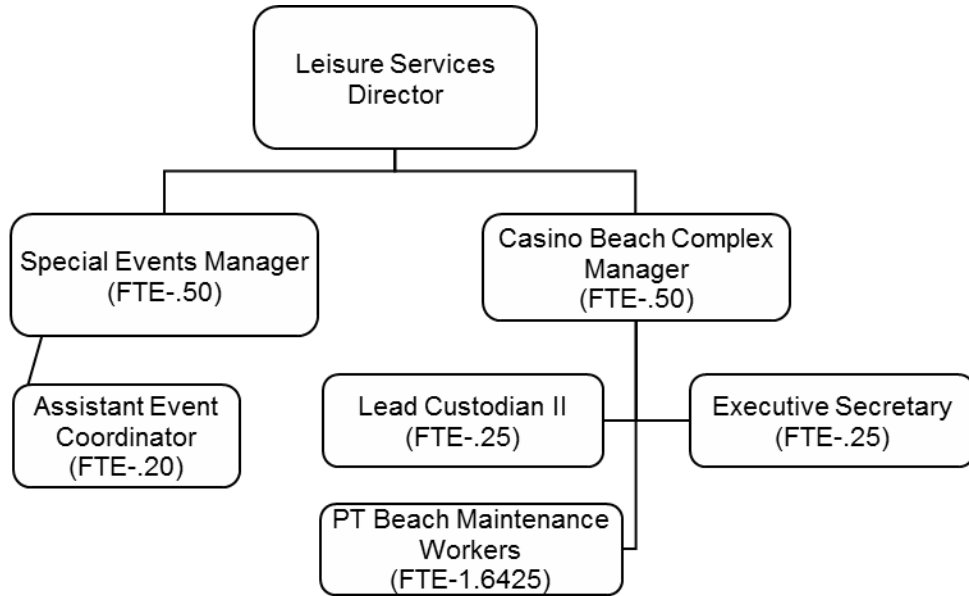 Leisure Services
Director
Special Events Manager
(FTE-.50)
Casino Beach Complex
Manager
(FTE-.50)
Assistant Event
Coordinator
(FTE-.20)
Lead Custodian II
(FTE-.25)
Executive Secretary
(FTE-.25)
PT Beach Maintenance
Workers
(FTE-1.6425)